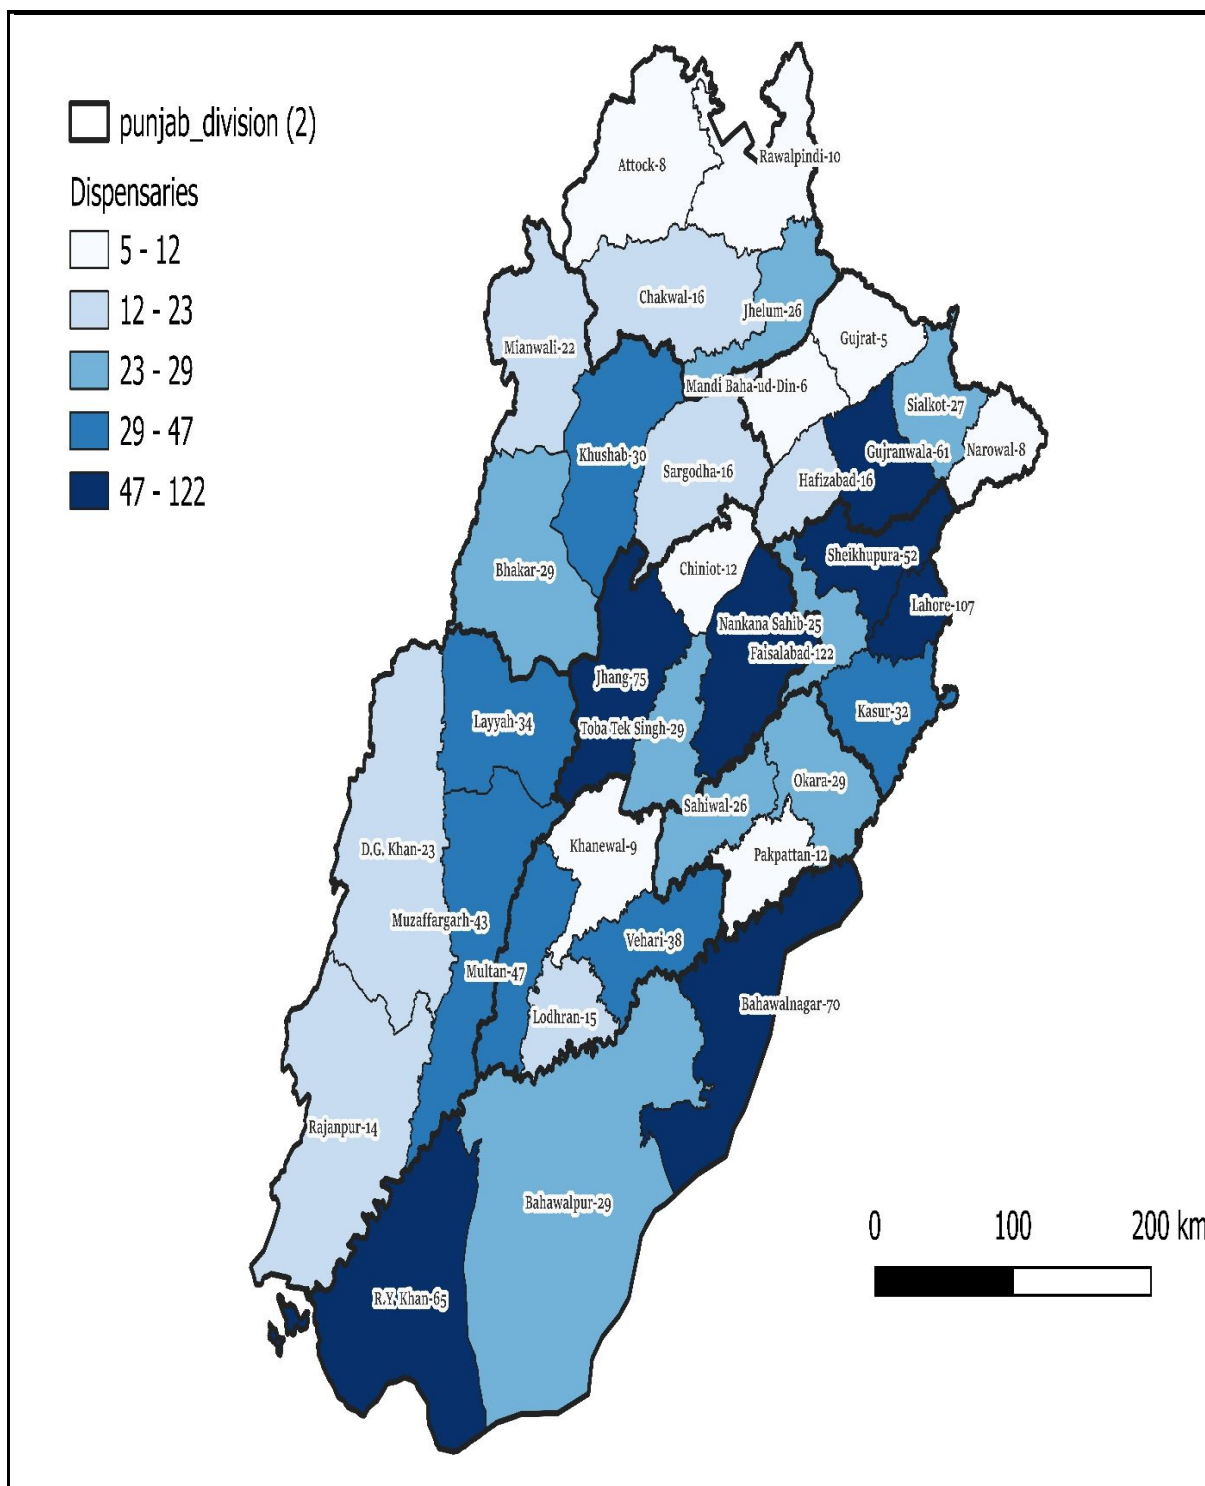 punjab_division (2)
Dispensaries
5 - 12
12 - 23
23 - 29
29 - 47
47 - 122
Rawalpindi-10
Attock-8
Chakwal-16
Jhelum-26
Gujrat-5
Mianwali-22
Mandi Baha-ud-Din-6
Sialkot-27
Gujranwala-61
Narowal-8
Khushab-30
Sargodha-16
Hafizabad-16
Sheikhupura-52
Bhakar-29
Chiniot-12
Lahore-107
Nankana Sahib-25
Faisalabad-122
Jhang-75
Kasur-32
Layyah-34
Toba Tek Singh-29
Okara-29
Sahiwal-26
D.G. Khan-23
Khanewal-9
Pakpattan-12
Muzaffargarh-43
Vehari-38
Multan-47
Bahawalnagar-70
Lodhran-15
Rajanpur-14
Bahawalpur-29
R.Y. Khan-65
0 100 200 km